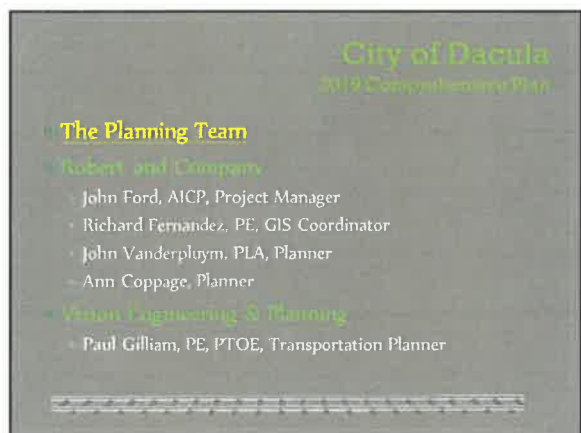 City of Dacula
2019 Comprehensive Plan
The Planning Team
Robert and Company
John Ford, AICP, Project Manager
Richard Fernandez, PE, GIS Coordinator
John Vanderpluym, PLA, Planner
Ann Coppage, Planner
Vision Engineering & Planning
Paul Gilliam, PE, PTOE, Transportation Planner